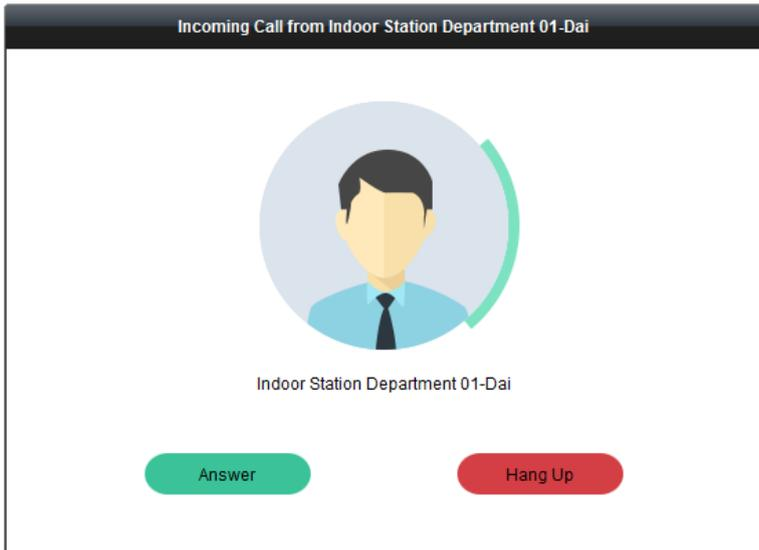 Incoming Call from Indoor Station Department 01-Dai
Indoor Station Department 01-Dai
Answer
Hang Up